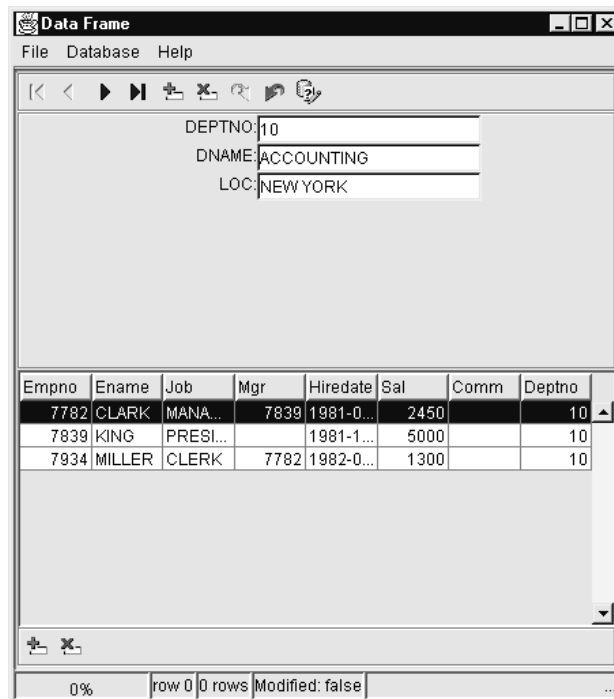 Data Frame
File Database Help
DEPTNO: 10
DNAME: ACCOUNTING
LOC: NEW YORK
Empno Ename Job Mgr Hiredate Sal Comm Deptno
7782 CLARK MANA... 7839 1981-0... 2450 10
7839 KING PRESI... 1981-1... 5000 10
7934 MILLER CLERK 7782 1982-0... 1300 10
0% row 0 0 rows Modified: false ...